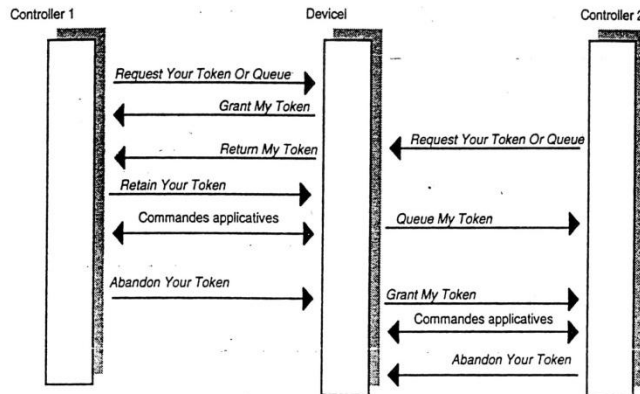 Controller 1
Devicel
Controller 2
Request Your Token Or Queue
Grant My Token
Return My Token
Request Your Token Or Queue
Retain Your Token
Commandes applicatives
Queue My Token
Abandon Your Token
Grant My Token
Commandes applicatives
Abandon Your Token